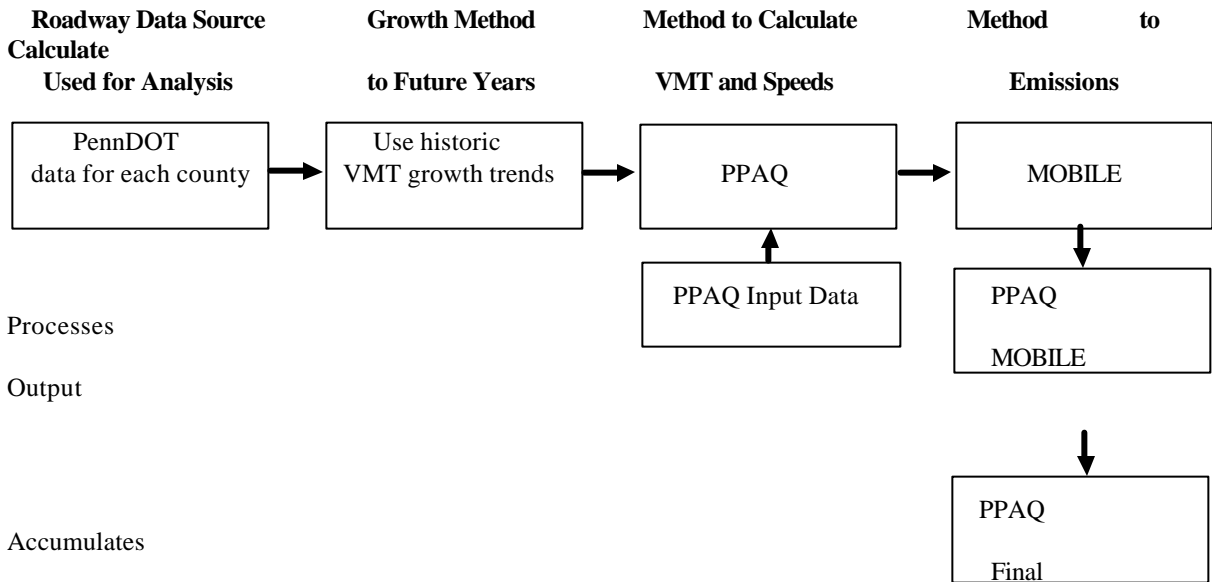 Roadway Data Source Growth Method Method to Calculate Method to
Calculate
Used for Analysis to Future Years VMT and Speeds Emissions
PennDOT
data for each county
Use historic
VMT growth trends
PPAQ
MOBILE
PPAQ Input Data
PPAQ
Processes
MOBILE
Output
PPAQ
Accumulates
Final